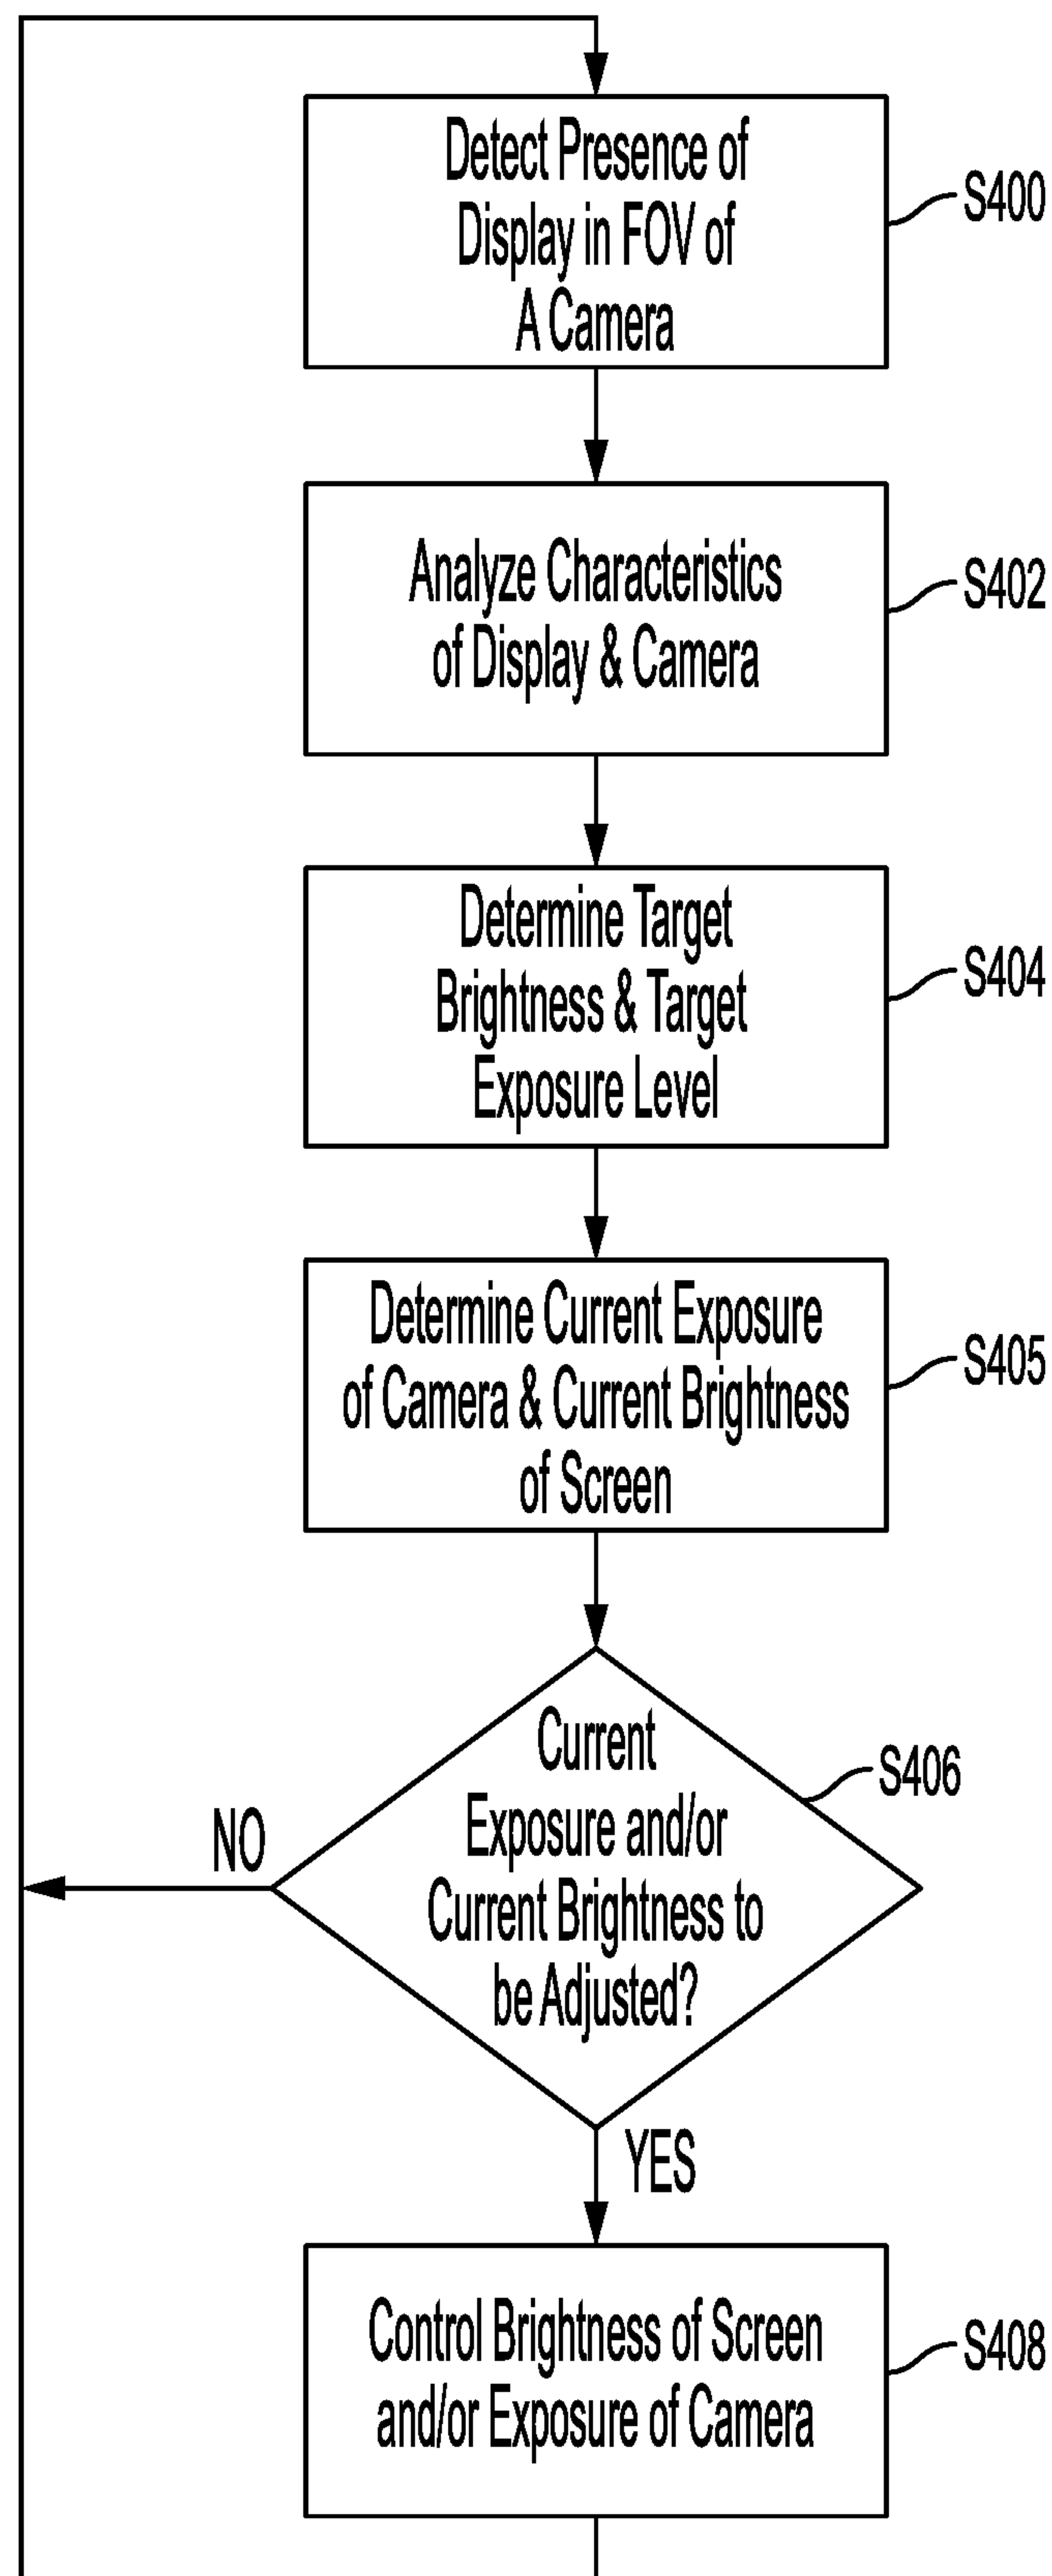 Detect Presence of
Display in FOV of
A Camera
S400
Analyze Characteristics
of Display & Camera
S402
Determine Target
Brightness & Target
Exposure Level
S404
Determine Current Exposure
of Camera & Current Brightness
of Screen
S405
Current
Exposure and/or
Current Brightness to
be Adjusted?
S406
NO
YES
Control Brightness of Screen
and/or Exposure of Camera
S408